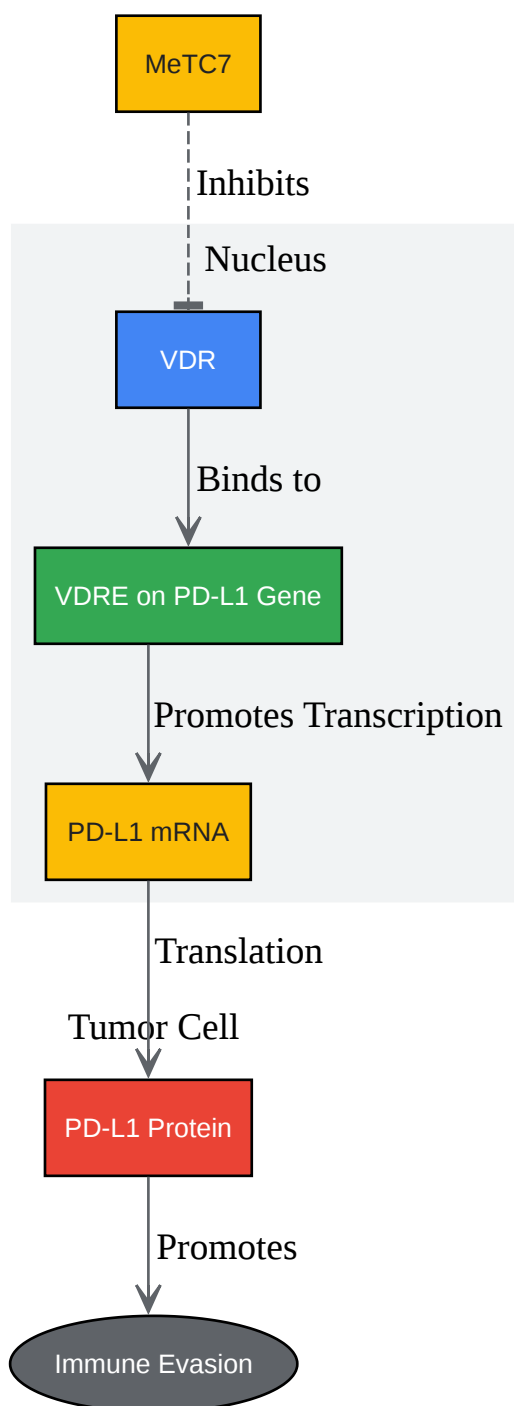 MeTC7
Inhibits
Nucleus
VDR
Binds to
VDRE on PD-L1 Gene
Promotes Transcription
PD-L1 mRNA
Translation
Tumor Cell
PD-L1 Protein
Promotes
Immune Evasion